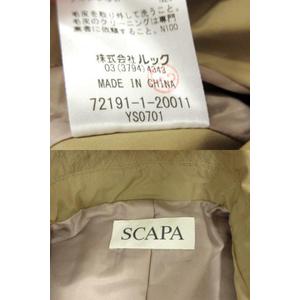 毛皮を取り外して洗うこと。
毛皮のクリーニングは専門
業者に依頼すること。N100
株式会社 ルック
03(3794)4343
MADE IN CHINA
72191-1-20011
YS0701
SCAPA